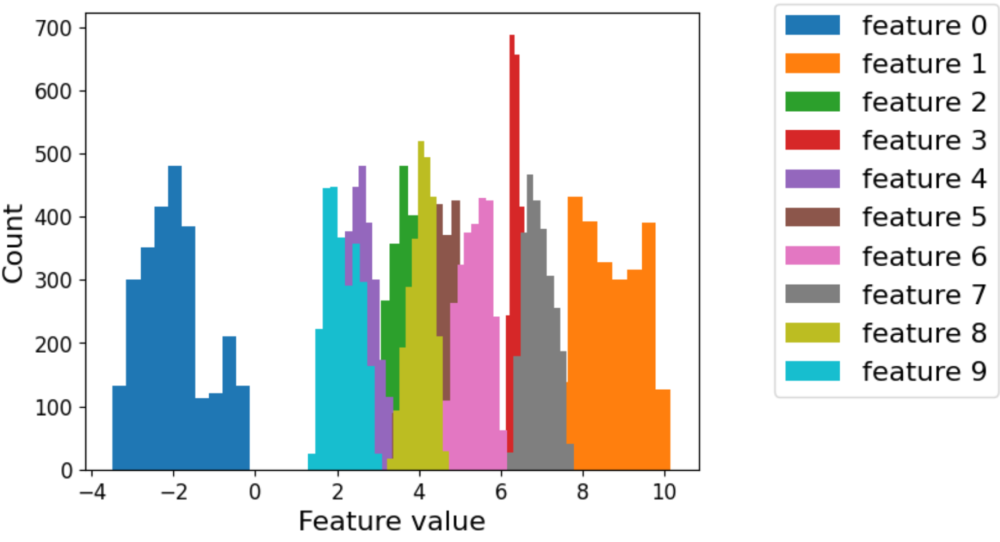 700
600
500
400
300
200
100
0
Count
−4
−2
0
2
4
6
8
10
Feature value
feature 0
feature 1
feature 2
feature 3
feature 4
feature 5
feature 6
feature 7
feature 8
feature 9